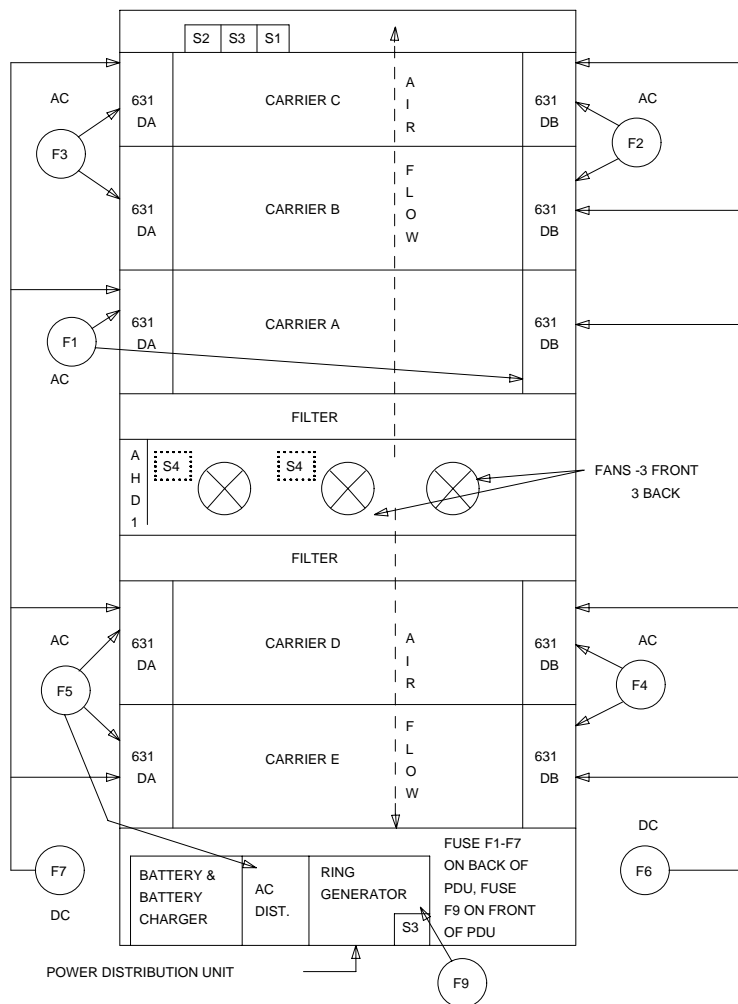 S2 S3 S1
AC
631
DA
CARRIER C
A
I
R
631
DB
AC
F3
F2
F
L
O
W
631
DA
CARRIER B
631
DB
631
DA
CARRIER A
631
DB
F1
AC
FILTER
A
H
D
1
S4
S4
FANS -3 FRONT
3 BACK
FILTER
AC
631
DA
CARRIER D
A
I
R
631
DB
AC
F5
F4
F
L
O
W
631
DA
CARRIER E
631
DB
DC
F7
DC
F6
BATTERY &
BATTERY
CHARGER
AC
DIST.
RING
GENERATOR
S3
FUSE F1-F7
ON BACK OF
PDU, FUSE
F9 ON FRONT
OF PDU
POWER DISTRIBUTION UNIT
F9